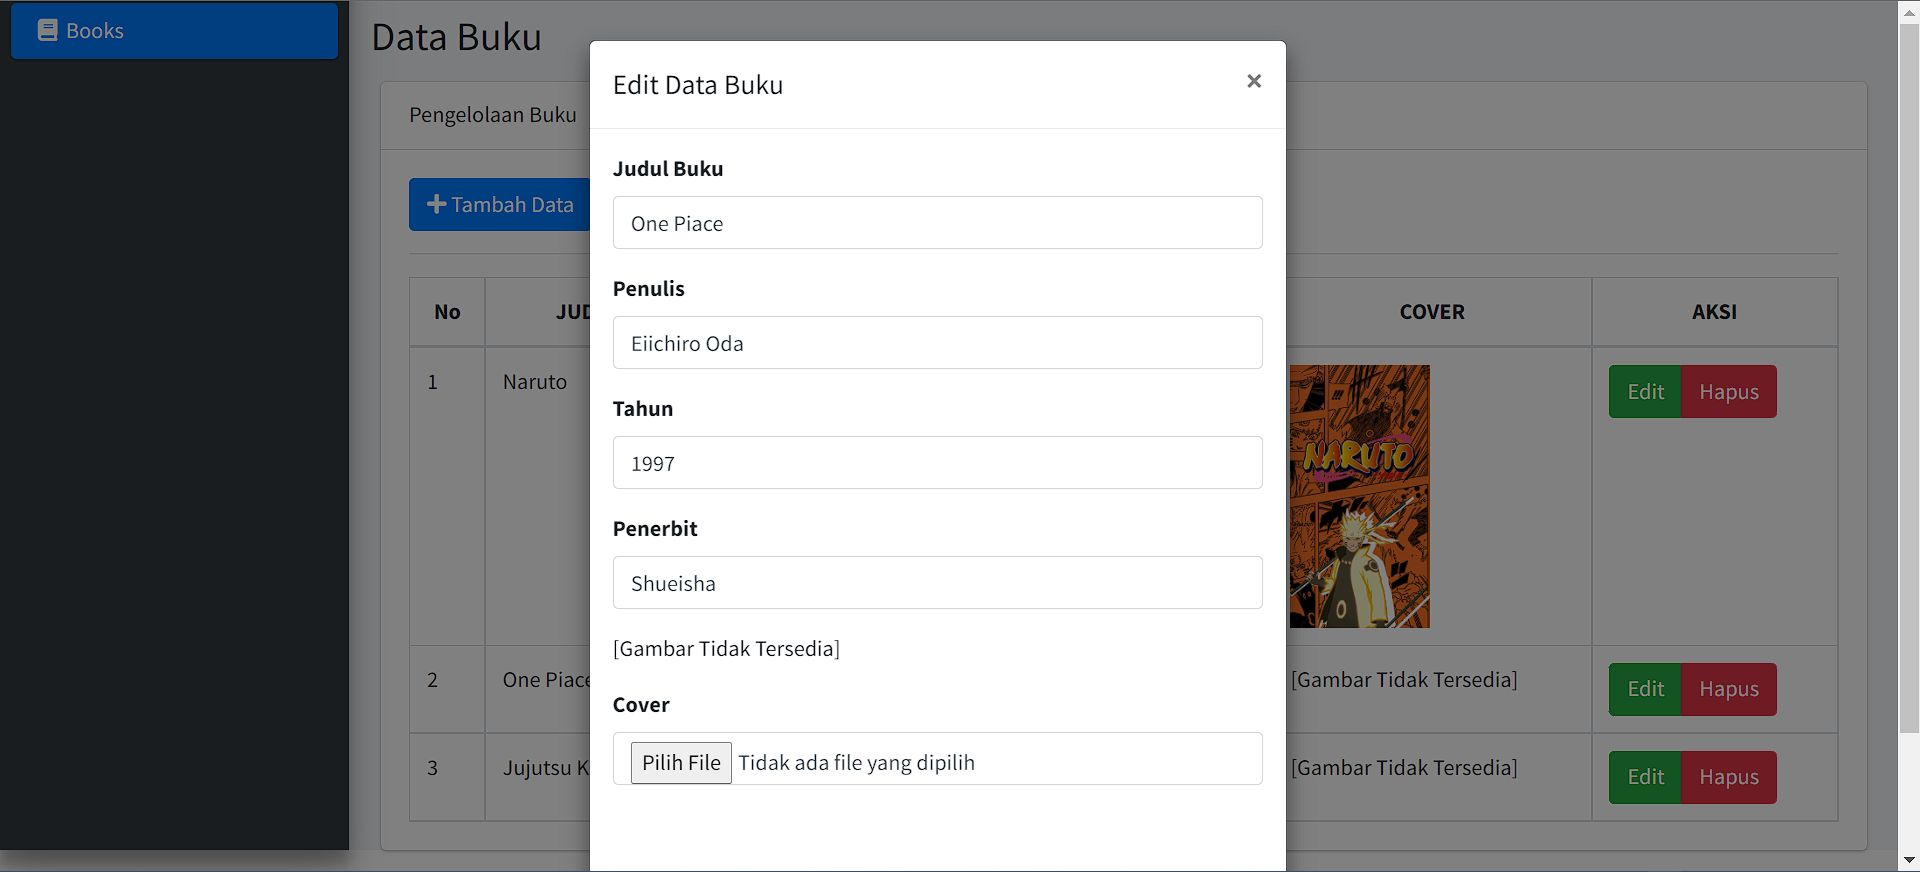 Books
Data Buku
Pengelolaan Buku
Tambah Data
Edit Data Buku
×
Judul Buku
One Piace
Penulis
Eiichiro Oda
Tahun
1997
Penerbit
Shueisha
[Gambar Tidak Tersedia]
Cover
Pilih File Tidak ada file yang dipilih
No JUD COVER AKSI
1 Naruto NARUTO Edit Hapus
2 One Piace [Gambar Tidak Tersedia] Edit Hapus
3 Jujutsu K [Gambar Tidak Tersedia] Edit Hapus